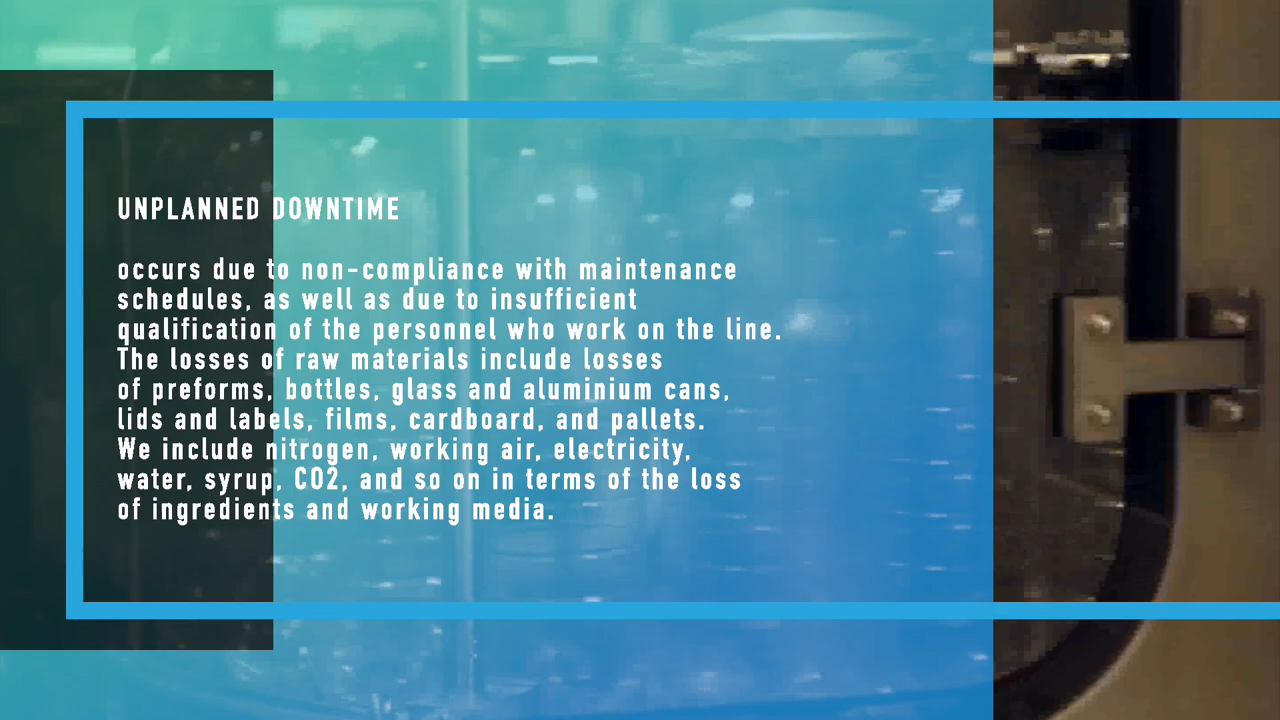 UNPLANNED DOWNTIME
occurs due to non-compliance with maintenance
schedules, as well as due to insufficient
qualification of the personnel who work on the line.
The losses of raw materials include losses
of preforms, bottles, glass and aluminium cans,
lids and labels, films, cardboard, and pallets.
We include nitrogen, working air, electricity,
water, syrup, CO2, and so on in terms of the loss
of ingredients and working media.